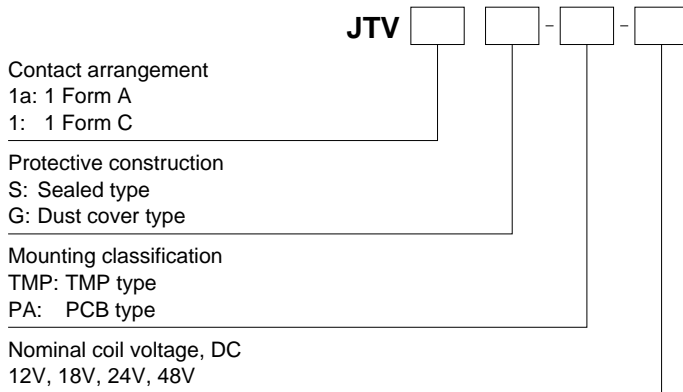 JTV - -
Contact arrangement
1a: 1 Form A
1: 1 Form C
Protective construction
S: Sealed type
G: Dust cover type
Mounting classification
TMP: TMP type
PA: PCB type
Nominal coil voltage, DC
12V, 18V, 24V, 48V